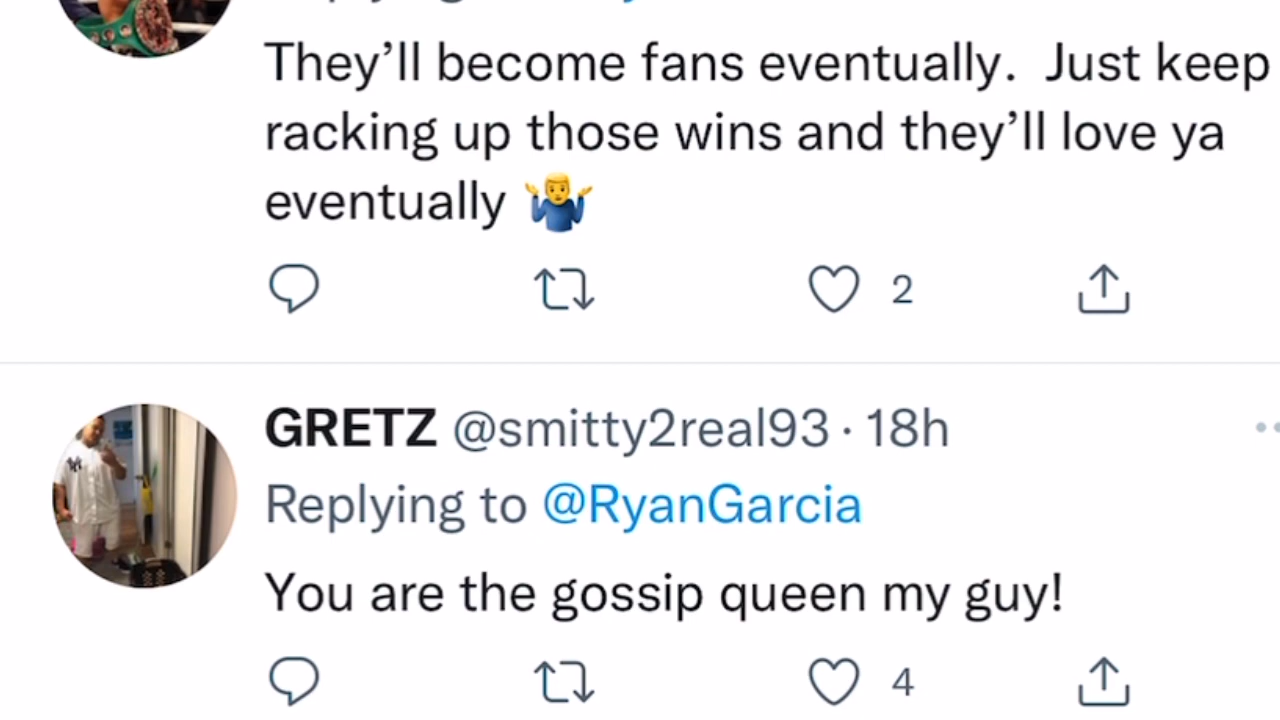 They’ll become fans eventually.  Just keep
racking up those wins and they’ll love ya
eventually 🤷‍♂️
2
GRETZ @smitty2real93 · 18h
Replying to @RyanGarcia
You are the gossip queen my guy!
4